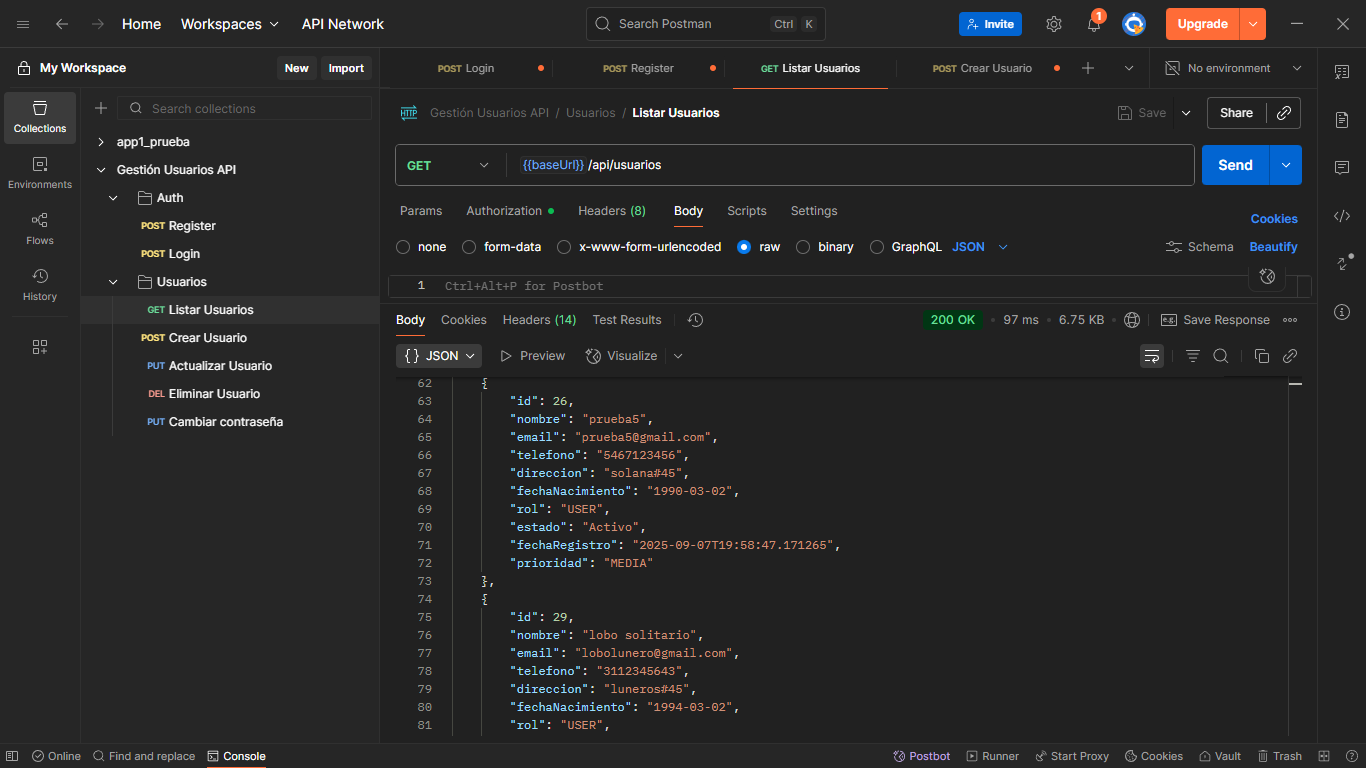 Home Workspaces API Network Search Postman Ctrl K Invite 1 Upgrade
My Workspace New Import POST Login POST Register GET Listar Usuarios POST Crear Usuario No environment
Collections
Environments
Flows
History
Search collections
app1_prueba
Gestión Usuarios API
Auth
POST Register
POST Login
Usuarios
GET Listar Usuarios
POST Crear Usuario
PUT Actualizar Usuario
DEL Eliminar Usuario
PUT Cambiar contraseña
HTTP Gestión Usuarios API / Usuarios / Listar Usuarios Save Share
GET {{baseUrl}} /api/usuarios Send
Params Authorization Headers (8) Body Scripts Settings Cookies
none form-data x-www-form-urlencoded raw binary GraphQL JSON Schema Beautify
1 Ctrl+Alt+P for Postbot
Body Cookies Headers (14) Test Results 200 OK 97 ms 6.75 KB e.g. Save Response
{} JSON Preview Visualize
62 {
63 "id": 26,
64 "nombre": "prueba5",
65 "email": "prueba5@gmail.com",
66 "telefono": "5467123456",
67 "direccion": "solana#45",
68 "fechaNacimiento": "1990-03-02",
69 "rol": "USER",
70 "estado": "Activo",
71 "fechaRegistro": "2025-09-07T19:58:47.171265",
72 "prioridad": "MEDIA"
73 },
74 {
75 "id": 29,
76 "nombre": "lobo solitario",
77 "email": "lobolunero@gmail.com",
78 "telefono": "3112345643",
79 "direccion": "luneros#45",
80 "fechaNacimiento": "1994-03-02",
81 "rol": "USER",
Online Find and replace Console Postbot Runner Start Proxy Cookies Vault Trash